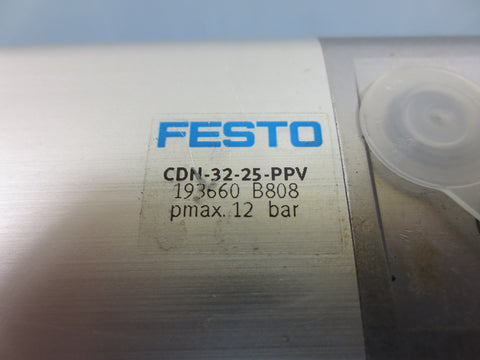 FESTO
CDN-32-25-PPV
193660 B808
pmax. 12 bar